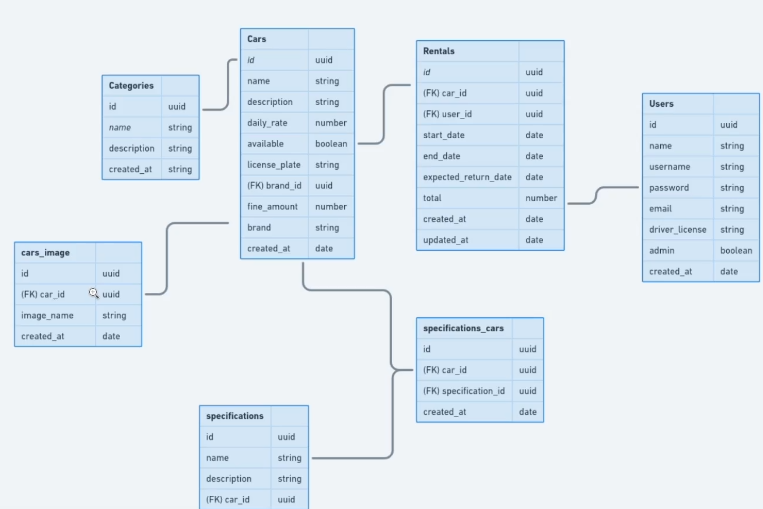 Cars
id uuid
name string
description string
daily_rate number
available boolean
license_plate string
(FK) brand_id uuid
fine_amount number
brand string
created_at date
Rentals
id uuid
(FK) car_id uuid
(FK) user_id uuid
start_date date
end_date date
expected_return_date date
total number
created_at date
updated_at date
Categories
id uuid
name string
description string
created_at string
Users
id uuid
name string
username string
password string
email string
driver_license string
admin boolean
created_at date
cars_image
id uuid
(FK) car_id uuid
image_name string
created_at date
specifications_cars
id uuid
(FK) car_id uuid
(FK) specification_id uuid
created_at date
specifications
id uuid
name string
description string
(FK) car_id uuid